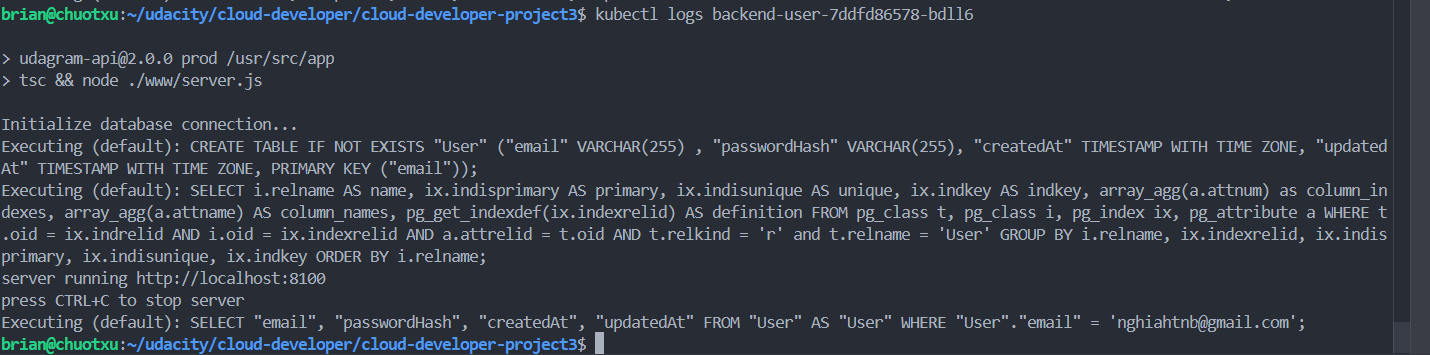 brian@chuotxu:~/udacity/cloud-developer/cloud-developer-project3$ kubectl logs backend-user-7ddfd86578-bdll6
> udagram-api@2.0.0 prod /usr/src/app
> tsc && node ./www/server.js
Initialize database connection...
Executing (default): CREATE TABLE IF NOT EXISTS "User" ("email" VARCHAR(255) , "passwordHash" VARCHAR(255), "createdAt" TIMESTAMP WITH TIME ZONE, "updated
At" TIMESTAMP WITH TIME ZONE, PRIMARY KEY ("email"));
Executing (default): SELECT i.relname AS name, ix.indisprimary AS primary, ix.indisunique AS unique, ix.indkey AS indkey, array_agg(a.attnum) as column_in
dexes, array_agg(a.attname) AS column_names, pg_get_indexdef(ix.indexrelid) AS definition FROM pg_class t, pg_class i, pg_index ix, pg_attribute a WHERE t
.oid = ix.indrelid AND i.oid = ix.indexrelid AND a.attrelid = t.oid AND t.relkind = 'r' and t.relname = 'User' GROUP BY i.relname, ix.indexrelid, ix.indis
primary, ix.indisunique, ix.indkey ORDER BY i.relname;
server running http://localhost:8100
press CTRL+C to stop server
Executing (default): SELECT "email", "passwordHash", "createdAt", "updatedAt" FROM "User" AS "User" WHERE "User"."email" = 'nghiahtnb@gmail.com';
brian@chuotxu:~/udacity/cloud-developer/cloud-developer-project3$